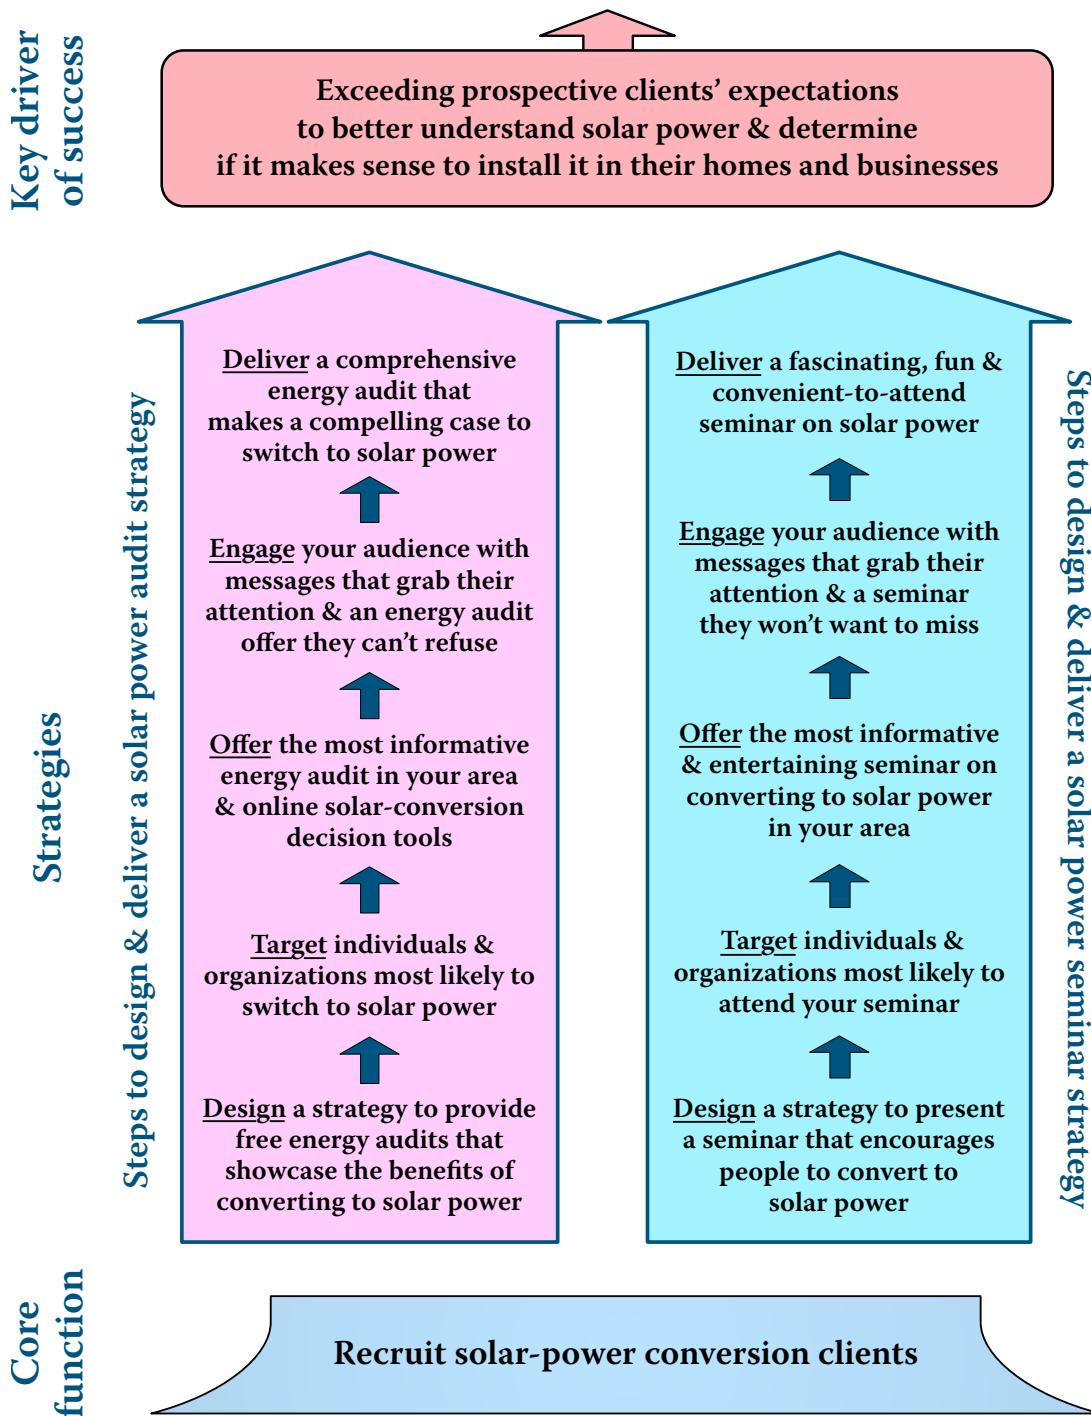 Key driver
of success
Exceeding prospective clients’ expectations
to better understand solar power & determine
if it makes sense to install it in their homes and businesses
Strategies
Steps to design & deliver a solar power audit strategy
Deliver a comprehensive
energy audit that
makes a compelling case to
switch to solar power
Engage your audience with
messages that grab their
attention & an energy audit
offer they can’t refuse
Offer the most informative
energy audit in your area
& online solar-conversion
decision tools
Target individuals &
organizations most likely to
switch to solar power
Design a strategy to provide
free energy audits that
showcase the benefits of
converting to solar power
Deliver a fascinating, fun &
convenient-to-attend
seminar on solar power
Engage your audience with
messages that grab their
attention & a seminar
they won’t want to miss
Offer the most informative
& entertaining seminar on
converting to solar power
in your area
Target individuals &
organizations most likely to
attend your seminar
Design a strategy to present
a seminar that encourages
people to convert to
solar power
Steps to design & deliver a solar power seminar strategy
Core
function
Recruit solar-power conversion clients